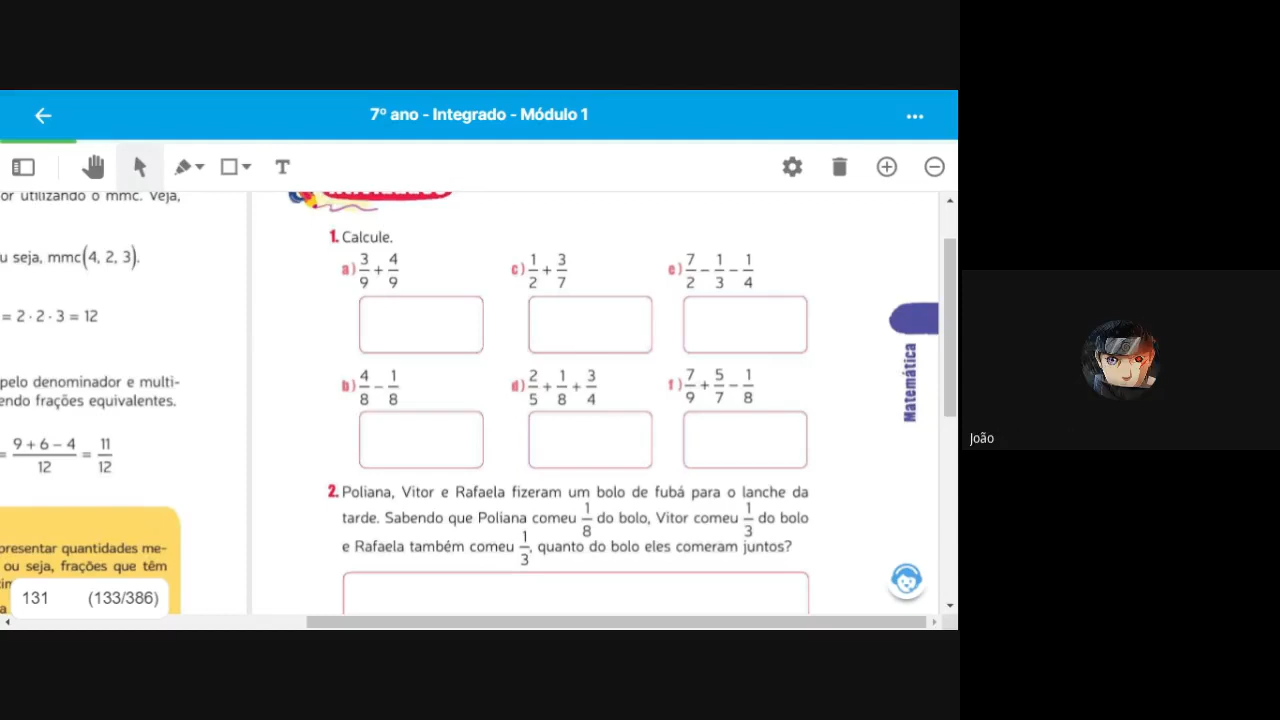 7º ano - Integrado - Módulo 1
T
or utilizando o mmc. Veja,
u seja, mmc(4, 2, 3).
= 2 · 2 · 3 = 12
pelo denominador e multi-
endo frações equivalentes.
= (9 + 6 – 4)/12 = 11/12
presentar quantidades me-
ou seja, frações que têm
131 (133/386)
1. Calcule.
a) 3/9 + 4/9
c) 1/2 + 3/7
e) 7/2 – 1/3 – 1/4
b) 4/8 – 1/8
d) 2/5 + 1/8 + 3/4
f) 7/9 + 5/7 – 1/8
2. Poliana, Vitor e Rafaela fizeram um bolo de fubá para o lanche da
tarde. Sabendo que Poliana comeu 1/8 do bolo, Vitor comeu 1/3 do bolo
e Rafaela também comeu 1/3, quanto do bolo eles comeram juntos?
Matemática
João